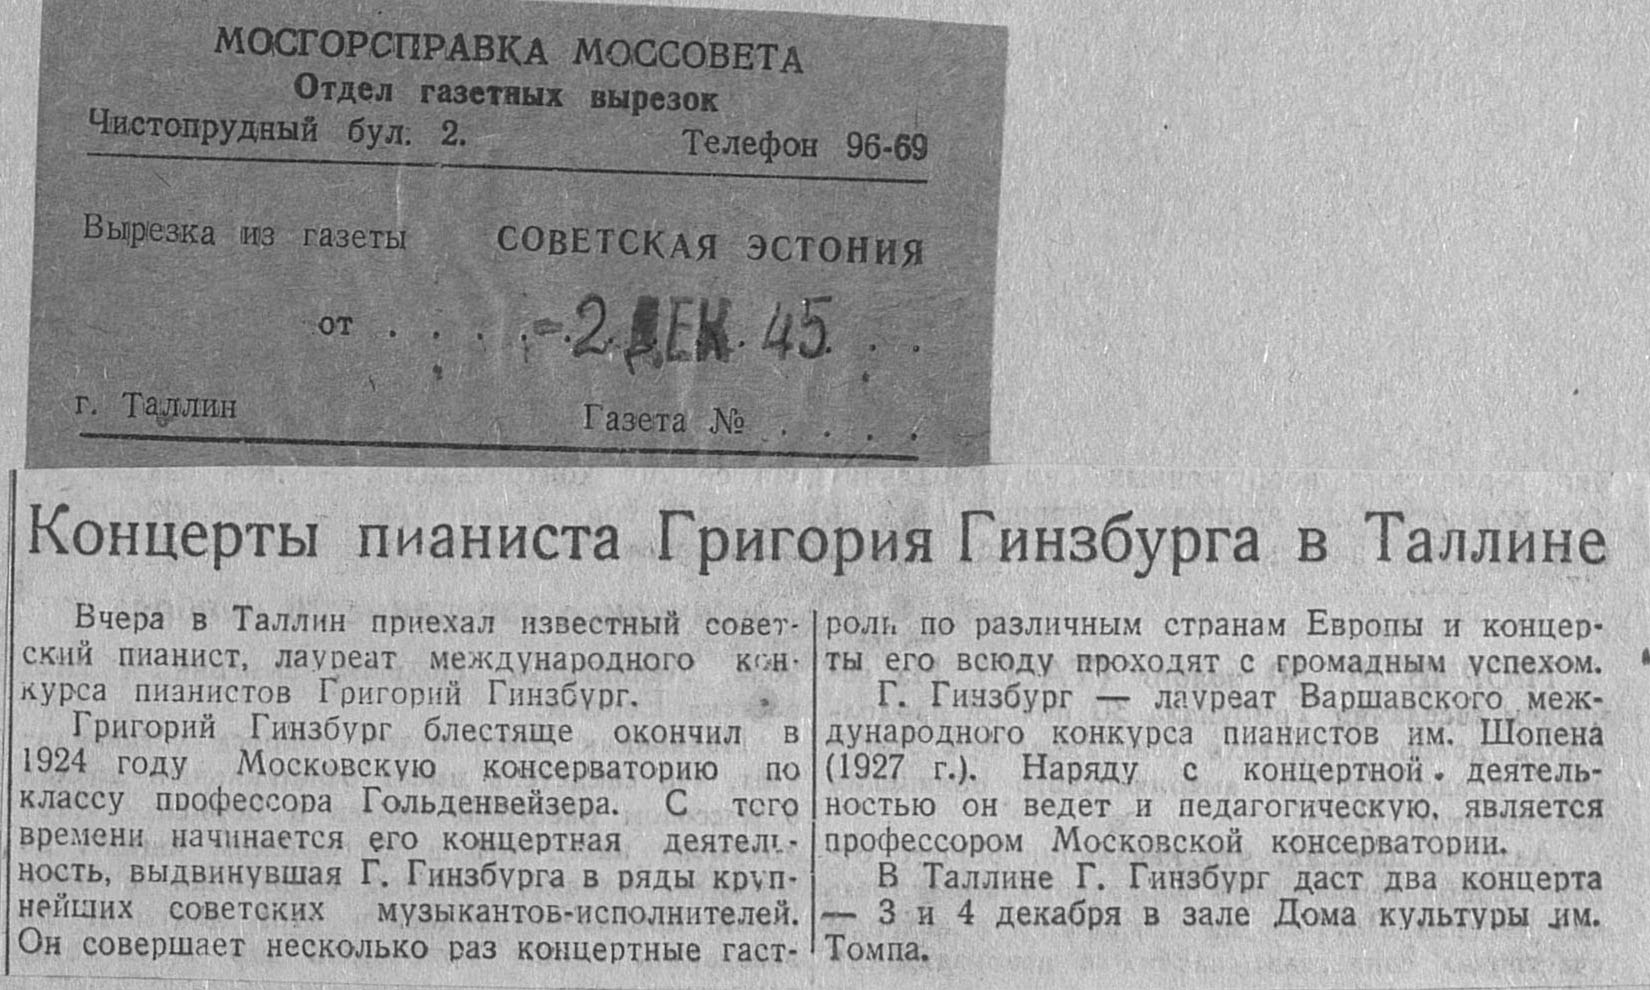 МОСГОРСПРАВКА МОССОВЕТА
Отдел газетных вырезок
Чистопрудный бул. 2. Телефон 96-69
Вырезка из газеты СОВЕТСКАЯ ЭСТОНИЯ
от . . . . -2 ДЕК. 45 . . .
г. Таллин Газета № . . . .
Концерты пианиста Григория Гинзбурга в Таллине
Вчера в Таллин приехал известный совет-
ский пианист, лауреат международного кон-
курса пианистов Григорий Гинзбург.
Григорий Гинзбург блестяще окончил в
1924 году Московскую консерваторию по
классу профессора Гольденвейзера. С того
времени начинается его концертная деятель-
ность, выдвинувшая Г. Гинзбурга в ряды круп-
нейших советских музыкантов-исполнителей.
Он совершает несколько раз концертные гаст-
роли по различным странам Европы и концер-
ты его всюду проходят с громадным успехом.
Г. Гинзбург — лауреат Варшавского меж-
дународного конкурса пианистов им. Шопена
(1927 г.). Наряду с концертной деятель-
ностью он ведет и педагогическую, является
профессором Московской консерватории.
В Таллине Г. Гинзбург даст два концерта
— 3 и 4 декабря в зале Дома культуры им.
Томпа.